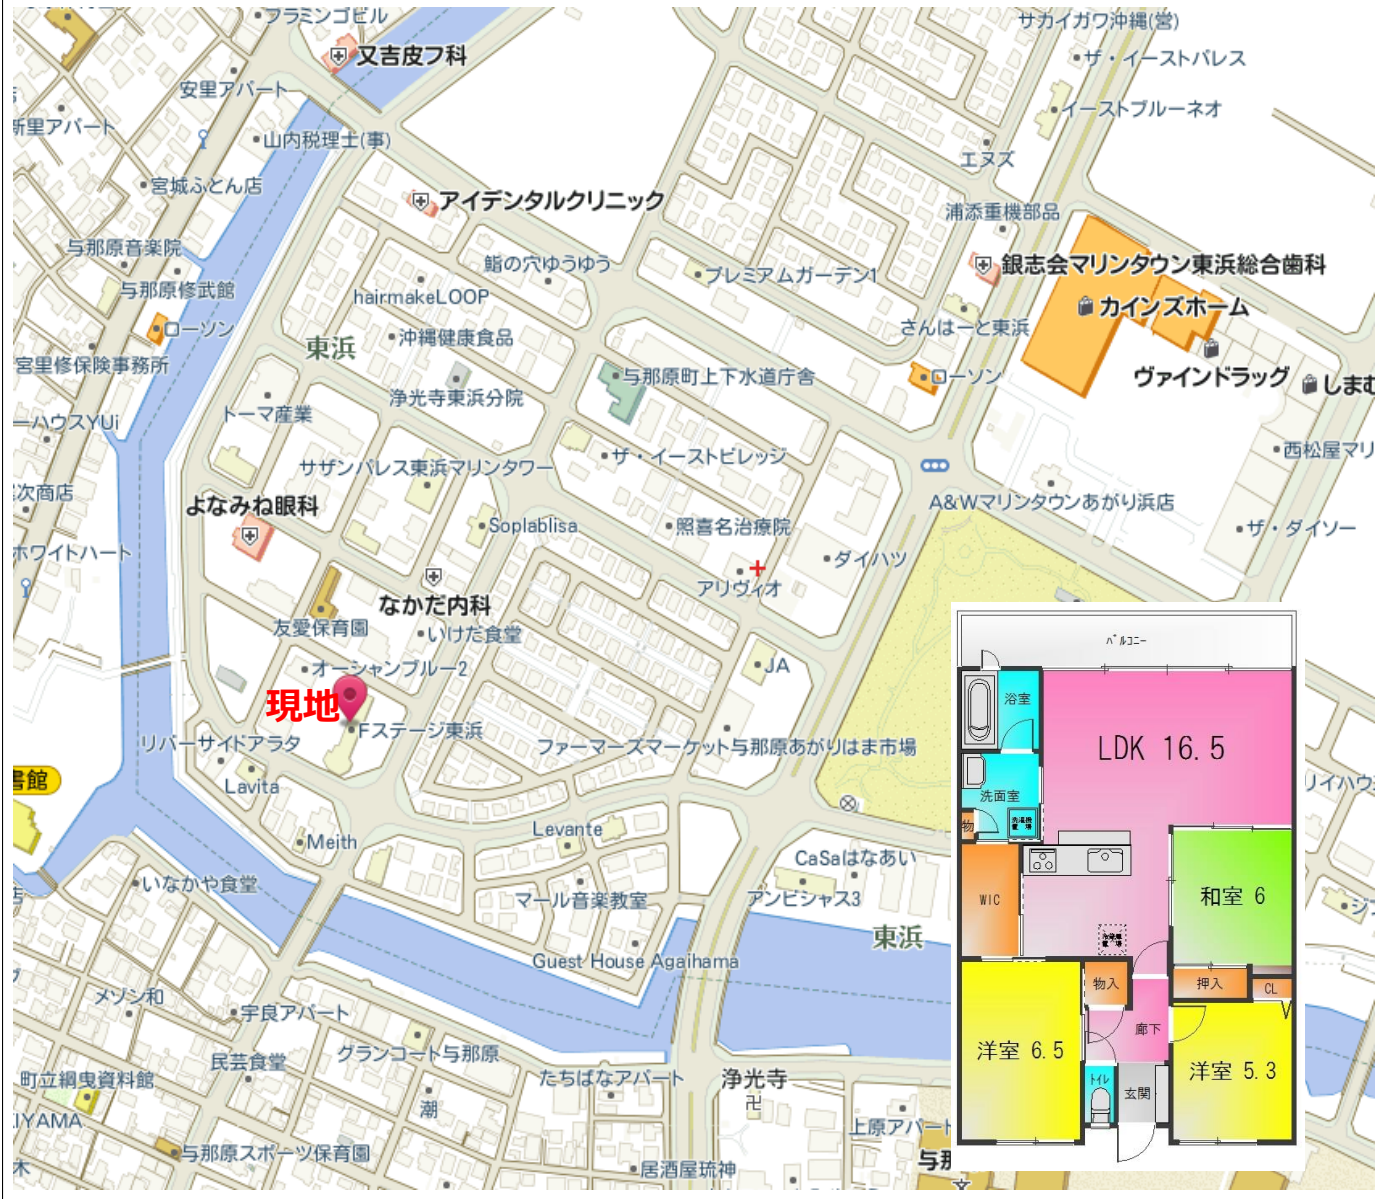 フラミンゴビル
サカイガワ沖縄(営)
又吉皮フ科
ザ・イーストパレス
安里アパート
イーストブルーネオ
新里アパート
山内税理士(事)
エヌズ
宮城ふとん店
アイデンタルクリニック
浦添重機部品
与那原音楽院
鮨の穴ゆうゆう
プレミアムガーデン1
銀志会マリンタウン東浜総合歯科
与那原修武館
hairmakeLOOP
カインズホーム
ローソン
沖縄健康食品
さんはーと東浜
東浜
宮里修保険事務所
与那原町上下水道庁舎
ローソン
ヴァインドラッグ
しまむ
浄光寺東浜分院
ーハウスYUi
トーマ産業
サザンパレス東浜マリンタワー
ザ・イーストビレッジ
西松屋マリ
次商店
よなみね眼科
A&Wマリンタウンあがり浜店
Soplablisa
照喜名治療院
ザ・ダイソー
ホワイトハート
ダイハツ
アリヴィオ
なかだ内科
友愛保育園
いけだ食堂
オーシャンブルー2
JA
現地
Fステージ東浜
リバーサイドアラタ
ファーマーズマーケット与那原あがりはま市場
書館
Lavita
リイハウ
Levante
Meith
CaSaはなあい
いなかや食堂
マール音楽教室
アンビシャス3
店
東浜
Guest House Agaihama
メゾン和
宇良アパート
グランコート与那原
民芸食堂
町立綱曳資料館
たちばなアパート
浄光寺
潮
KIYAMA
上原アパート
与那原スポーツ保育園
与那
木
居酒屋琉神
バルコニー
浴室
LDK 16.5
洗面室
物
洗濯機
置場
和室 6
WIC
冷蔵庫
置場
物入
押入
CL
廊下
洋室 6.5
洋室 5.3
トイレ
玄関